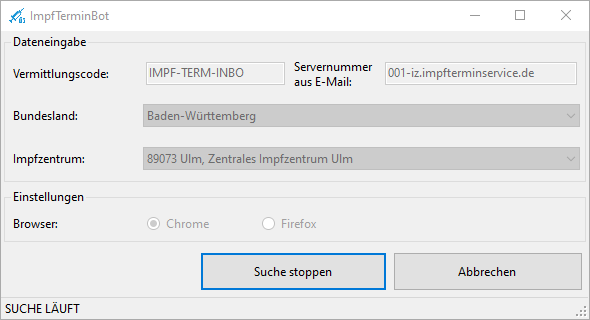 ImpfTerminBot
Dateneingabe
Vermittlungscode: IMPF-TERM-INBO Servernummer aus E-Mail: 001-iz.impfterminservice.de
Bundesland: Baden-Württemberg
Impfzentrum: 89073 Ulm, Zentrales Impfzentrum Ulm
Einstellungen
Browser: Chrome Firefox
Suche stoppen Abbrechen
SUCHE LÄUFT